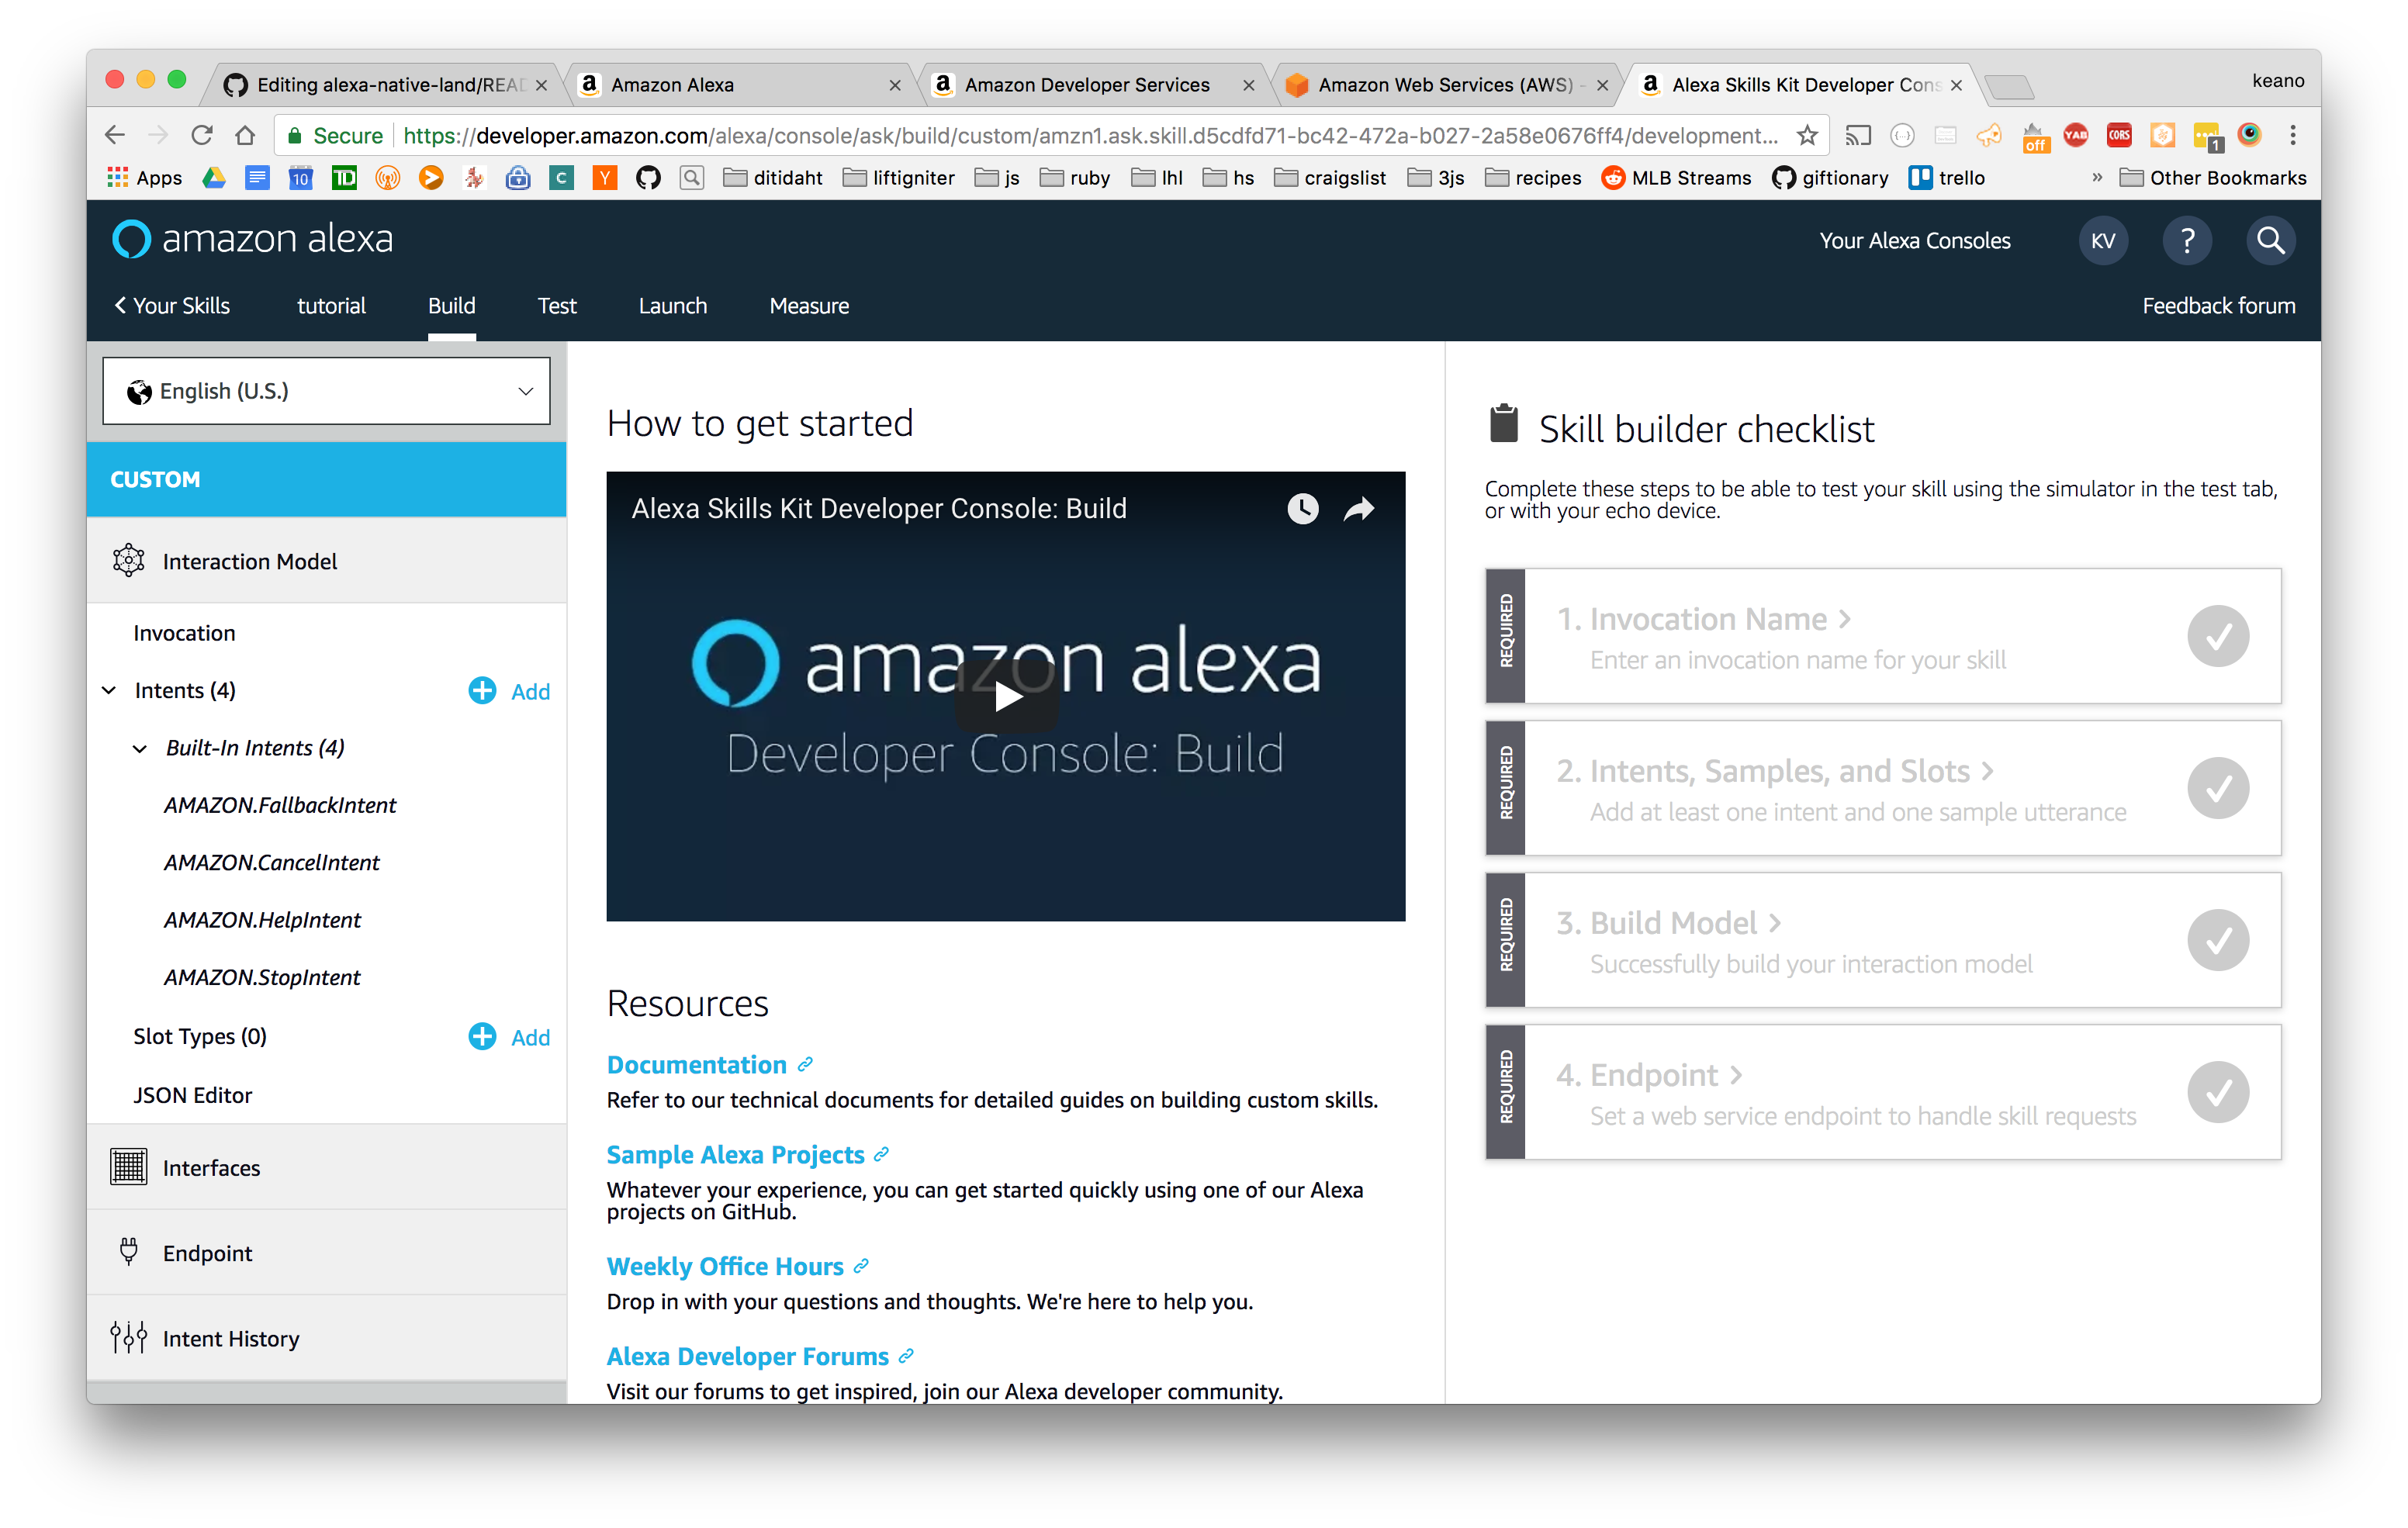 Editing alexa-native-land/READ
Amazon Alexa
Amazon Developer Services
Amazon Web Services (AWS) -
Alexa Skills Kit Developer Cons
keano
Secure
https://developer.amazon.com/alexa/console/ask/build/custom/amzn1.ask.skill.d5cdfd71-bc42-472a-b027-2a58e0676ff4/development...
off
YAB
CORS
1
Apps
10
TD
C
Y
ditidaht
liftigniter
js
ruby
lhl
hs
craigslist
3js
recipes
MLB Streams
giftionary
trello
»
Other Bookmarks
amazon alexa
Your Alexa Consoles
KV
?
Your Skills
tutorial
Build
Test
Launch
Measure
Feedback forum
English (U.S.)
CUSTOM
Interaction Model
Invocation
Intents (4)
Add
Built-In Intents (4)
AMAZON.FallbackIntent
AMAZON.CancelIntent
AMAZON.HelpIntent
AMAZON.StopIntent
Slot Types (0)
Add
JSON Editor
Interfaces
Endpoint
Intent History
How to get started
Alexa Skills Kit Developer Console: Build
amazon alexa
Developer Console: Build
Resources
Documentation
Refer to our technical documents for detailed guides on building custom skills.
Sample Alexa Projects
Whatever your experience, you can get started quickly using one of our Alexa
projects on GitHub.
Weekly Office Hours
Drop in with your questions and thoughts. We're here to help you.
Alexa Developer Forums
Visit our forums to get inspired, join our Alexa developer community.
Skill builder checklist
Complete these steps to be able to test your skill using the simulator in the test tab,
or with your echo device.
REQUIRED
1. Invocation Name
Enter an invocation name for your skill
REQUIRED
2. Intents, Samples, and Slots
Add at least one intent and one sample utterance
REQUIRED
3. Build Model
Successfully build your interaction model
REQUIRED
4. Endpoint
Set a web service endpoint to handle skill requests